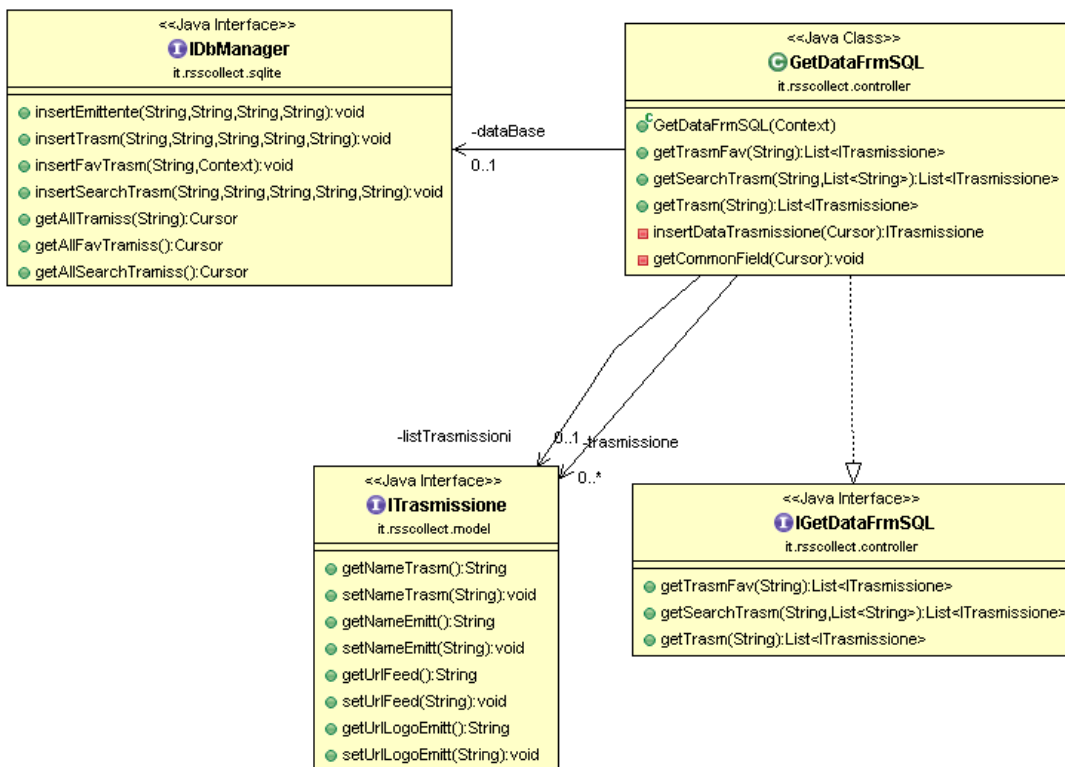 <<Java Interface>>
IDbManager
it.rsscollect.sqlite
insertEmittente(String,String,String,String):void
insertTrasm(String,String,String,String,String):void
insertFavTrasm(String,Context):void
insertSearchTrasm(String,String,String,String,String):void
getAllTramiss(String):Cursor
getAllFavTramiss():Cursor
getAllSearchTramiss():Cursor
-dataBase
0..1
<<Java Class>>
GetDataFrmSQL
it.rsscollect.controller
GetDataFrmSQL(Context)
getTrasmFav(String):List<ITrasmissione>
getSearchTrasm(String,List<String>):List<ITrasmissione>
getTrasm(String):List<ITrasmissione>
insertDataTrasmissione(Cursor):ITrasmissione
getCommonField(Cursor):void
-listTrasmissioni
0..1
-trasmissione
0..*
<<Java Interface>>
ITrasmissione
it.rsscollect.model
getNameTrasm():String
setNameTrasm(String):void
getNameEmitt():String
setNameEmitt(String):void
getUrlFeed():String
setUrlFeed(String):void
getUrlLogoEmitt():String
setUrlLogoEmitt(String):void
<<Java Interface>>
IGetDataFrmSQL
it.rsscollect.controller
getTrasmFav(String):List<ITrasmissione>
getSearchTrasm(String,List<String>):List<ITrasmissione>
getTrasm(String):List<ITrasmissione>